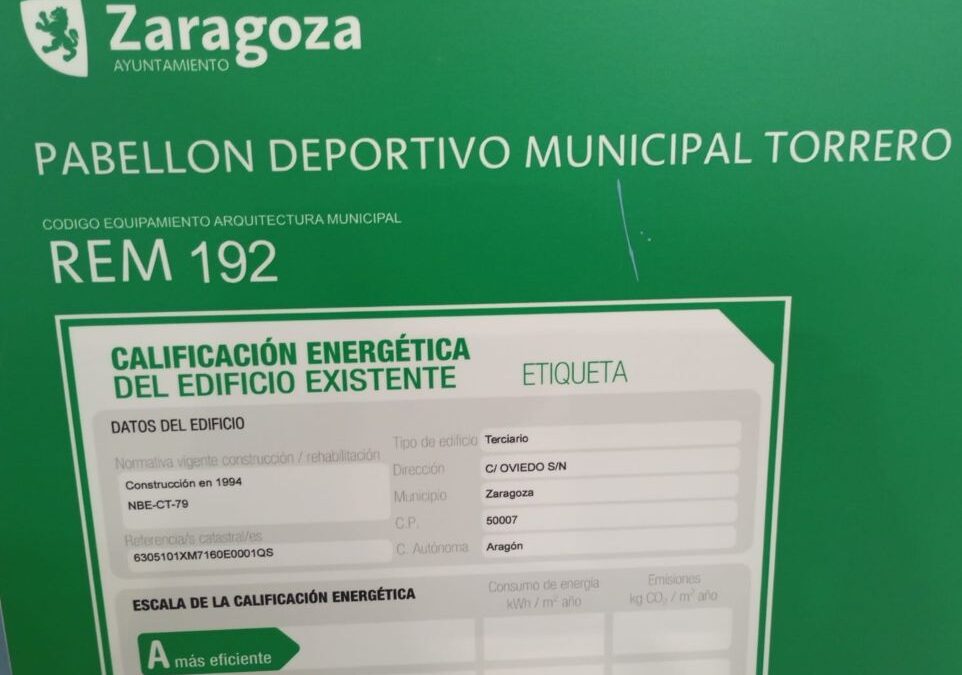 Zaragoza
AYUNTAMIENTO
PABELLON DEPORTIVO MUNICIPAL TORRERO
CODIGO EQUIPAMIENTO ARQUITECTURA MUNICIPAL
REM 192
CALIFICACIÓN ENERGÉTICA
DEL EDIFICIO EXISTENTE
ETIQUETA
DATOS DEL EDIFICIO
Normativa vigente construcción / rehabilitación
Construcción en 1994
NBE-CT-79
Referencia/s catastral/es
6305101XM7160E0001QS
Tipo de edificio Terciario
Dirección C/ OVIEDO S/N
Municipio Zaragoza
C.P. 50007
C. Autónoma Aragón
ESCALA DE LA CALIFICACIÓN ENERGÉTICA
Consumo de energía
kWh / m² año
Emisiones
kg CO₂ / m² año
A más eficiente